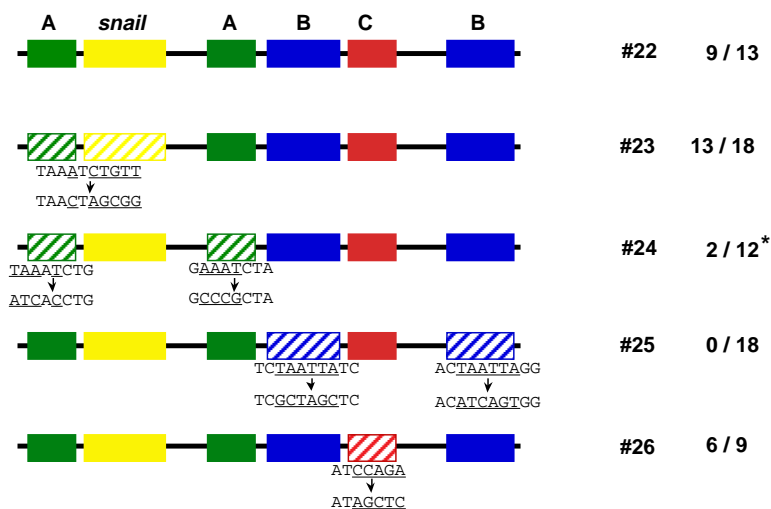 A snail A B C B
#22 9 / 13
#23 13 / 18
TAAATCTGTT
TAACTAGCGG
#24 2 / 12*
TAAATCTG GAAATCTA
ATCACCTG GCCCGCTA
#25 0 / 18
TCTAATTATC ACTAATTAGG
TCGCTAGCTC ACATCAGTGG
#26 6 / 9
ATCCAGA
ATAGCTC